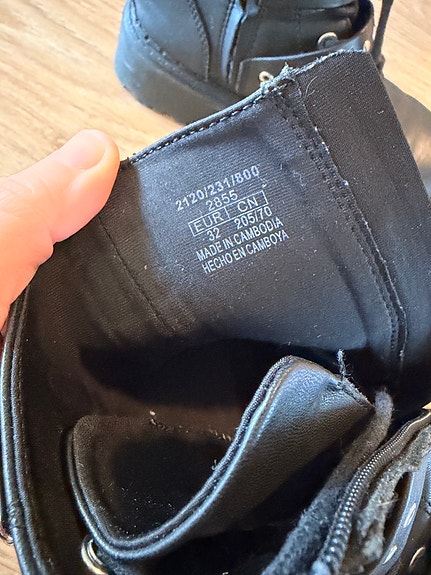 2120/231/800
2855
EUR CN
32 205/70
MADE IN CAMBODIA
HECHO EN CAMBOYA